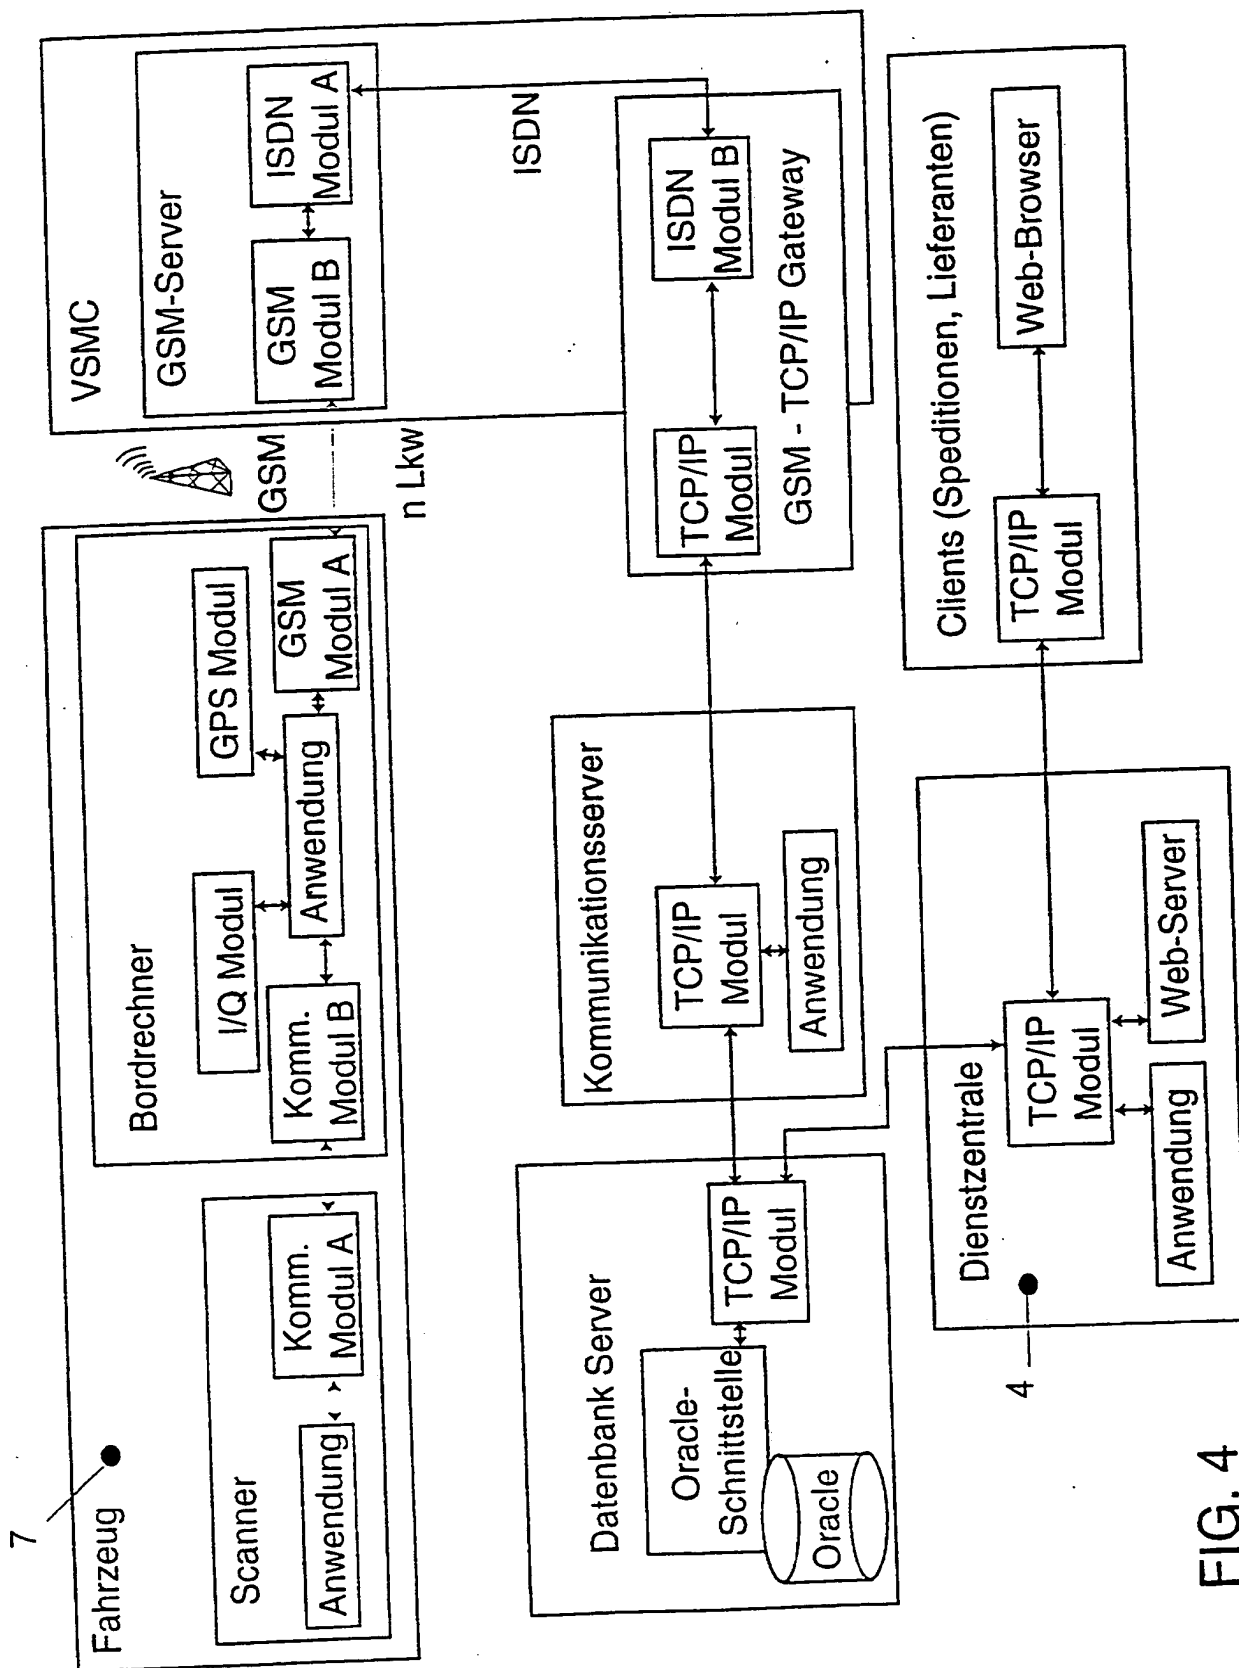 7
Fahrzeug
Scanner
Anwendung
Komm.
Modul A
Bordrechner
Komm.
Modul B
I/Q Modul
Anwendung
GPS Modul
GSM
Modul A
GSM
n Lkw
VSMC
GSM-Server
GSM
Modul B
ISDN
Modul A
ISDN
Datenbank Server
Oracle-
Schnittstelle
Oracle
TCP/IP
Modul
Kommunikationsserver
TCP/IP
Modul
Anwendung
TCP/IP
Modul
ISDN
Modul B
GSM - TCP/IP Gateway
4
Dienstzentrale
TCP/IP
Modul
Anwendung
Web-Server
Clients (Speditionen, Lieferanten)
TCP/IP
Modul
Web-Browser
FIG. 4